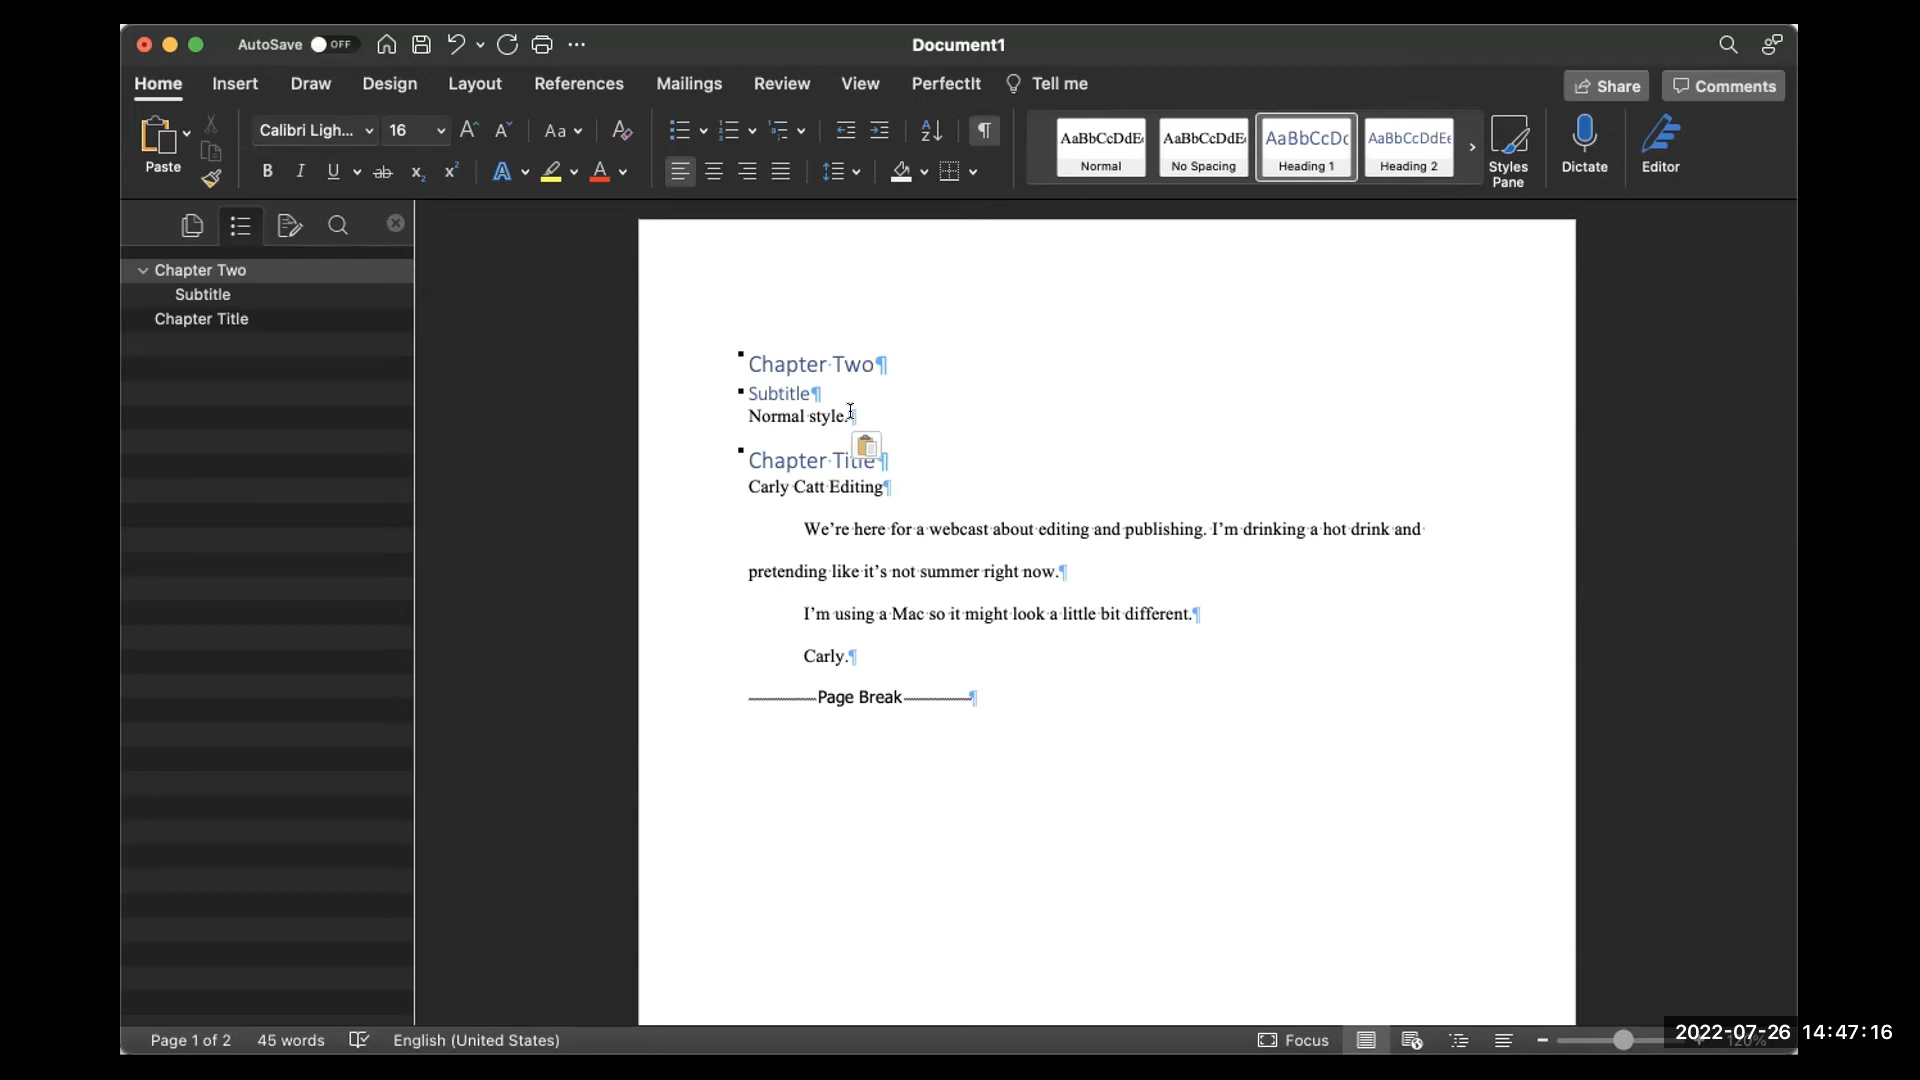 AutoSave OFF
Document1
Home Insert Draw Design Layout References Mailings Review View PerfectIt Tell me Share Comments
Paste
Calibri Ligh... 16 Aa
B I U ab x2 x2 A A
AaBbCcDdEe Normal
AaBbCcDdEe No Spacing
AaBbCcDc Heading 1
AaBbCcDdEe Heading 2
Styles Pane
Dictate
Editor
Chapter Two
Subtitle
Chapter Title
Chapter Two¶
Subtitle¶
Normal style.¶
Chapter Title¶
Carly Catt Editing¶
We’re here for a webcast about editing and publishing. I’m drinking a hot drink and
pretending like it’s not summer right now.¶
I’m using a Mac so it might look a little bit different.¶
Carly.¶
Page Break¶
Page 1 of 2 45 words English (United States) Focus 120%
2022-07-26 14:47:16